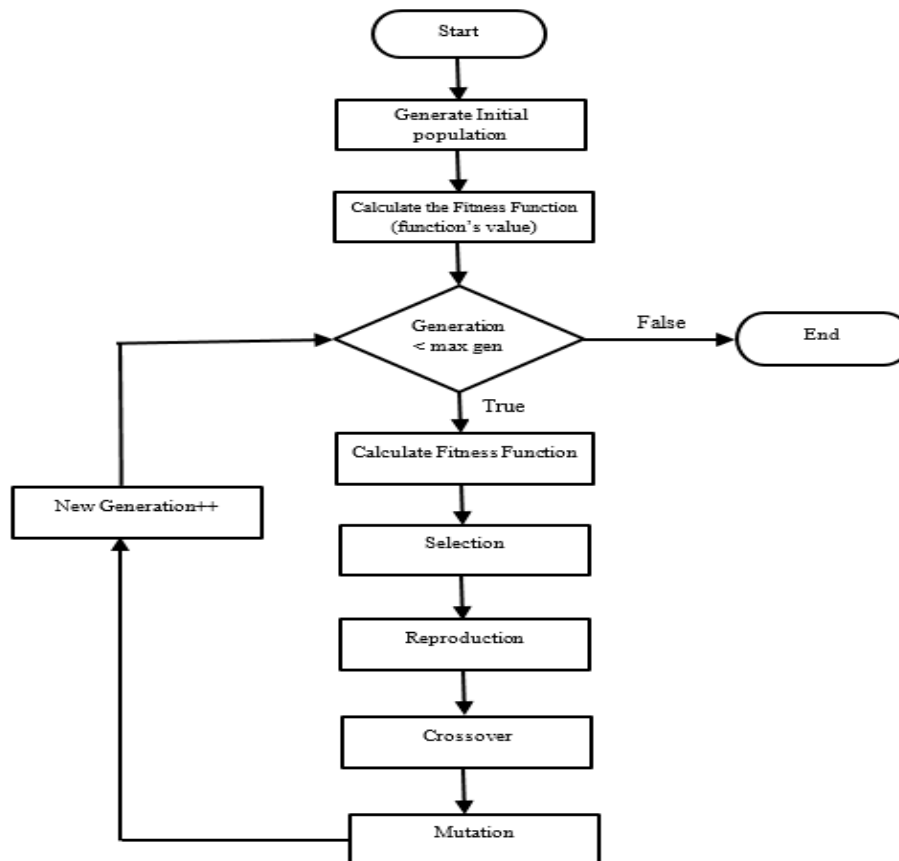 Start
Generate Initial
population
Calculate the Fitness Function
(function's value)
Generation
< max gen
False
End
True
Calculate Fitness Function
New Generation++
Selection
Reproduction
Crossover
Mutation